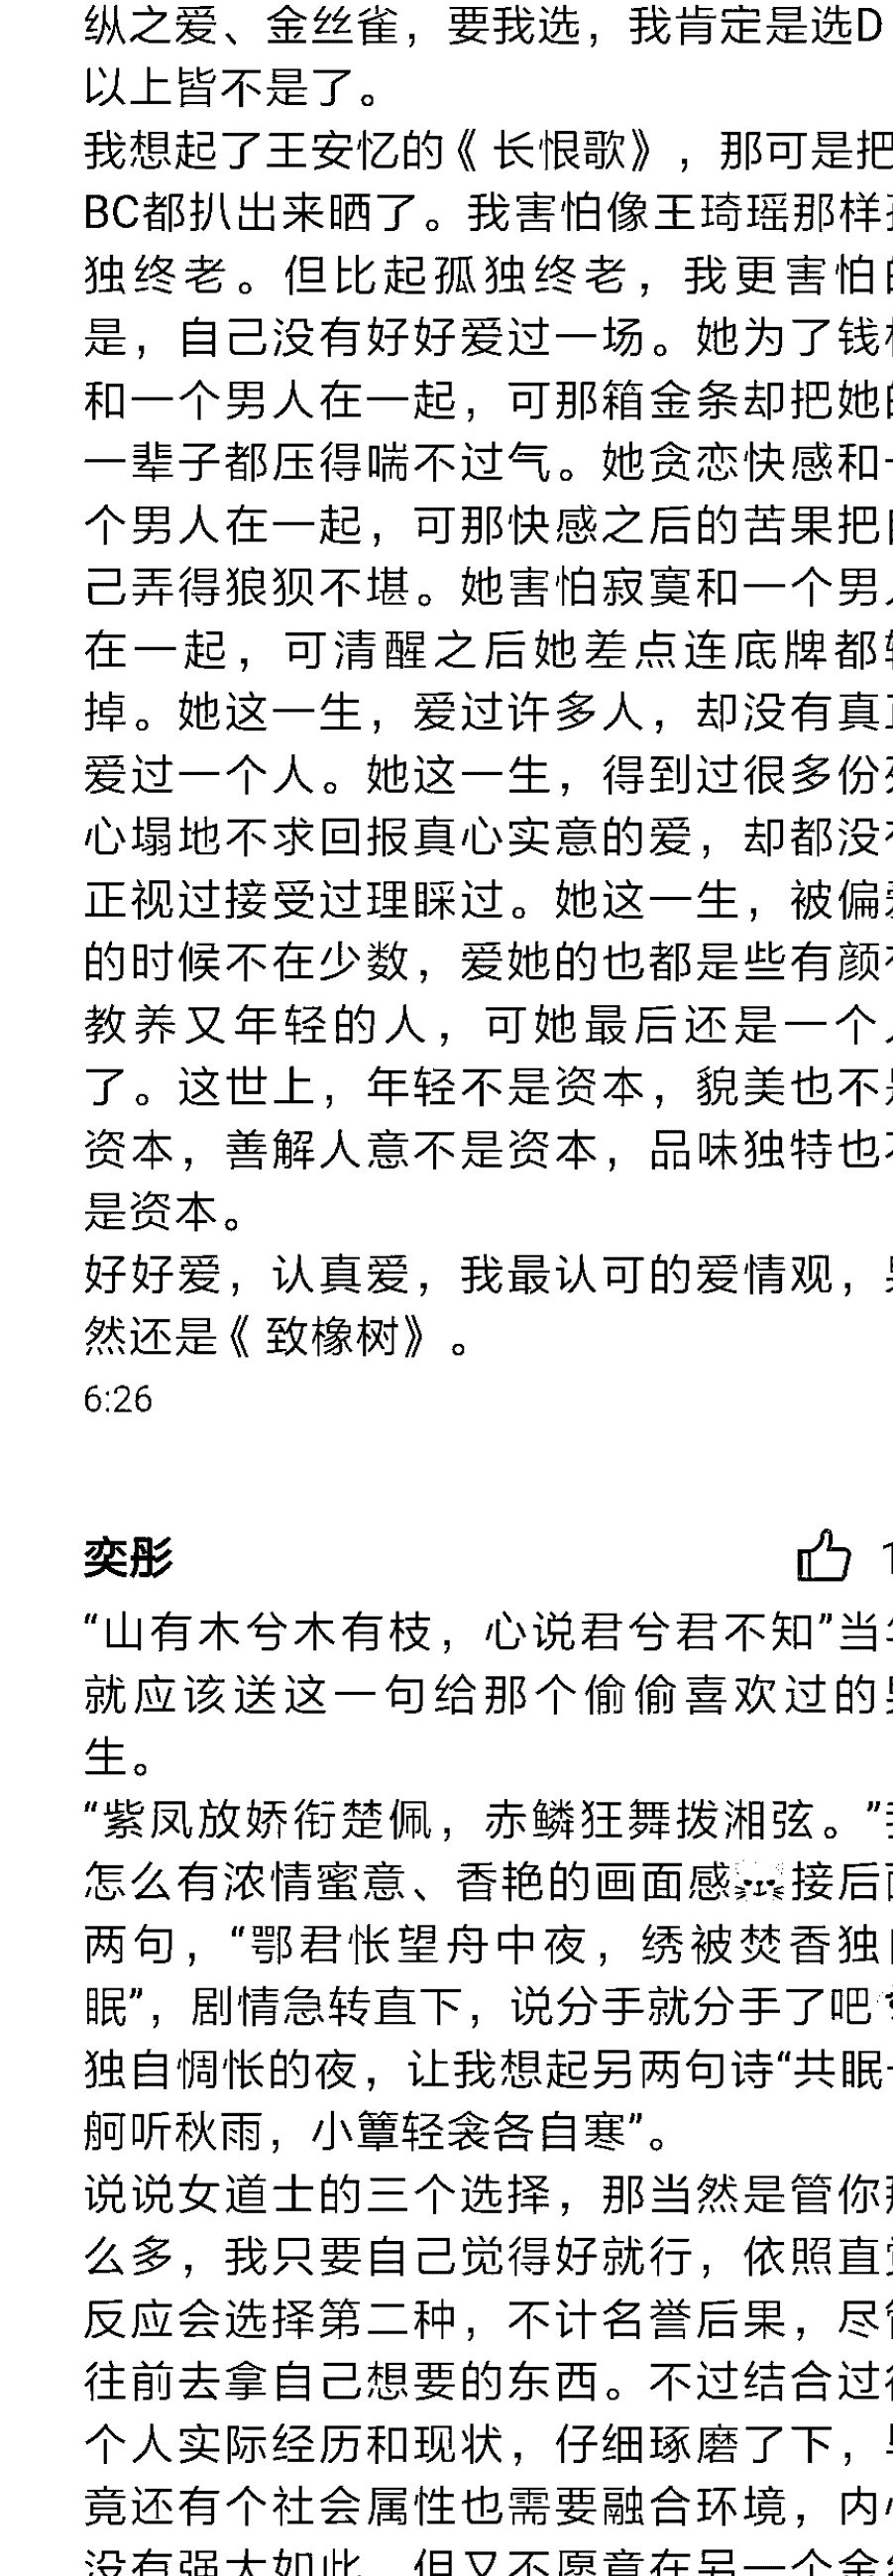 纵之爱、金丝雀，要我选，我肯定是选D
以上皆不是了。
我想起了王安忆的《长恨歌》，那可是把
BC都扒出来晒了。我害怕像王琦瑶那样
独终老。但比起孤独终老，我更害怕
是，自己没有好好爱过一场。她为了钱
和一个男人在一起，可那箱金条却把她
一辈子都压得喘不过气。她贪恋快感和
个男人在一起，可那快感之后的苦果把
己弄得狼狈不堪。她害怕寂寞和一个男
在一起，可清醒之后她差点连底牌都
掉。她这一生，爱过许多人，却没有真
爱过一个人。她这一生，得到过很多份
心塌地不求回报真心实意的爱，却都没
正视过接受过理睬过。她这一生，被偏
的时候不在少数，爱她的也都是些有颜
教养又年轻的人，可她最后还是一个
了。这世上，年轻不是资本，貌美也不
资本，善解人意不是资本，品味独特也
是资本。
好好爱，认真爱，我最认可的爱情观，
然还是《致橡树》。
6:26
奕彤
“山有木兮木有枝，心说君兮君不知”当
就应该送这一句给那个偷偷喜欢过的
生。
“紫凤放娇衔楚佩，赤鳞狂舞拨湘弦。”
怎么有浓情蜜意、香艳的画面感接后
两句，“鄂君怅望舟中夜，绣被焚香独
眠”，剧情急转直下，说分手就分手了吧
独自惆怅的夜，让我想起另两句诗“共眠
舸听秋雨，小簟轻衾各自寒”。
说说女道士的三个选择，那当然是管你
么多，我只要自己觉得好就行，依照直
反应会选择第二种，不计名誉后果，尽
往前去拿自己想要的东西。不过结合过
个人实际经历和现状，仔细琢磨了下，
竟还有个社会属性也需要融合环境，内
没有强大如此，但又不愿意在另一个金